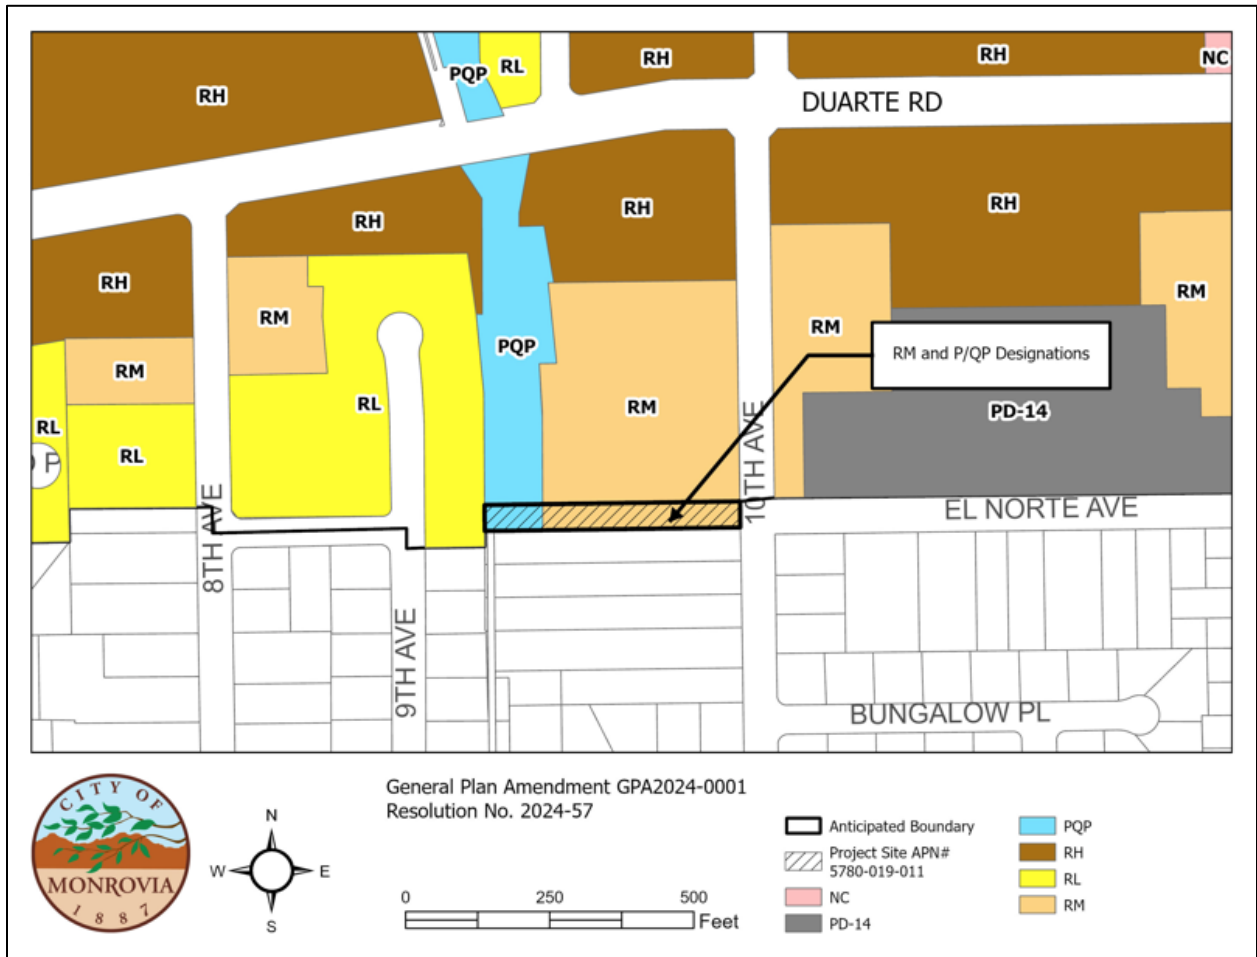 RH
PQP
RL
RH
RH
NC
DUARTE RD
RH
RH
RH
RH
RM
RM
RM
RM
PQP
RM and P/QP Designations
RL
RL
RL
RM
PD-14
P
8TH AVE
9TH AVE
10TH AVE
EL NORTE AVE
BUNGALOW PL
CITY OF
MONROVIA
1887
N
W
E
S
General Plan Amendment GPA2024-0001
Resolution No. 2024-57
0
250
500
Feet
Anticipated Boundary
Project Site APN#
5780-019-011
NC
PD-14
PQP
RH
RL
RM